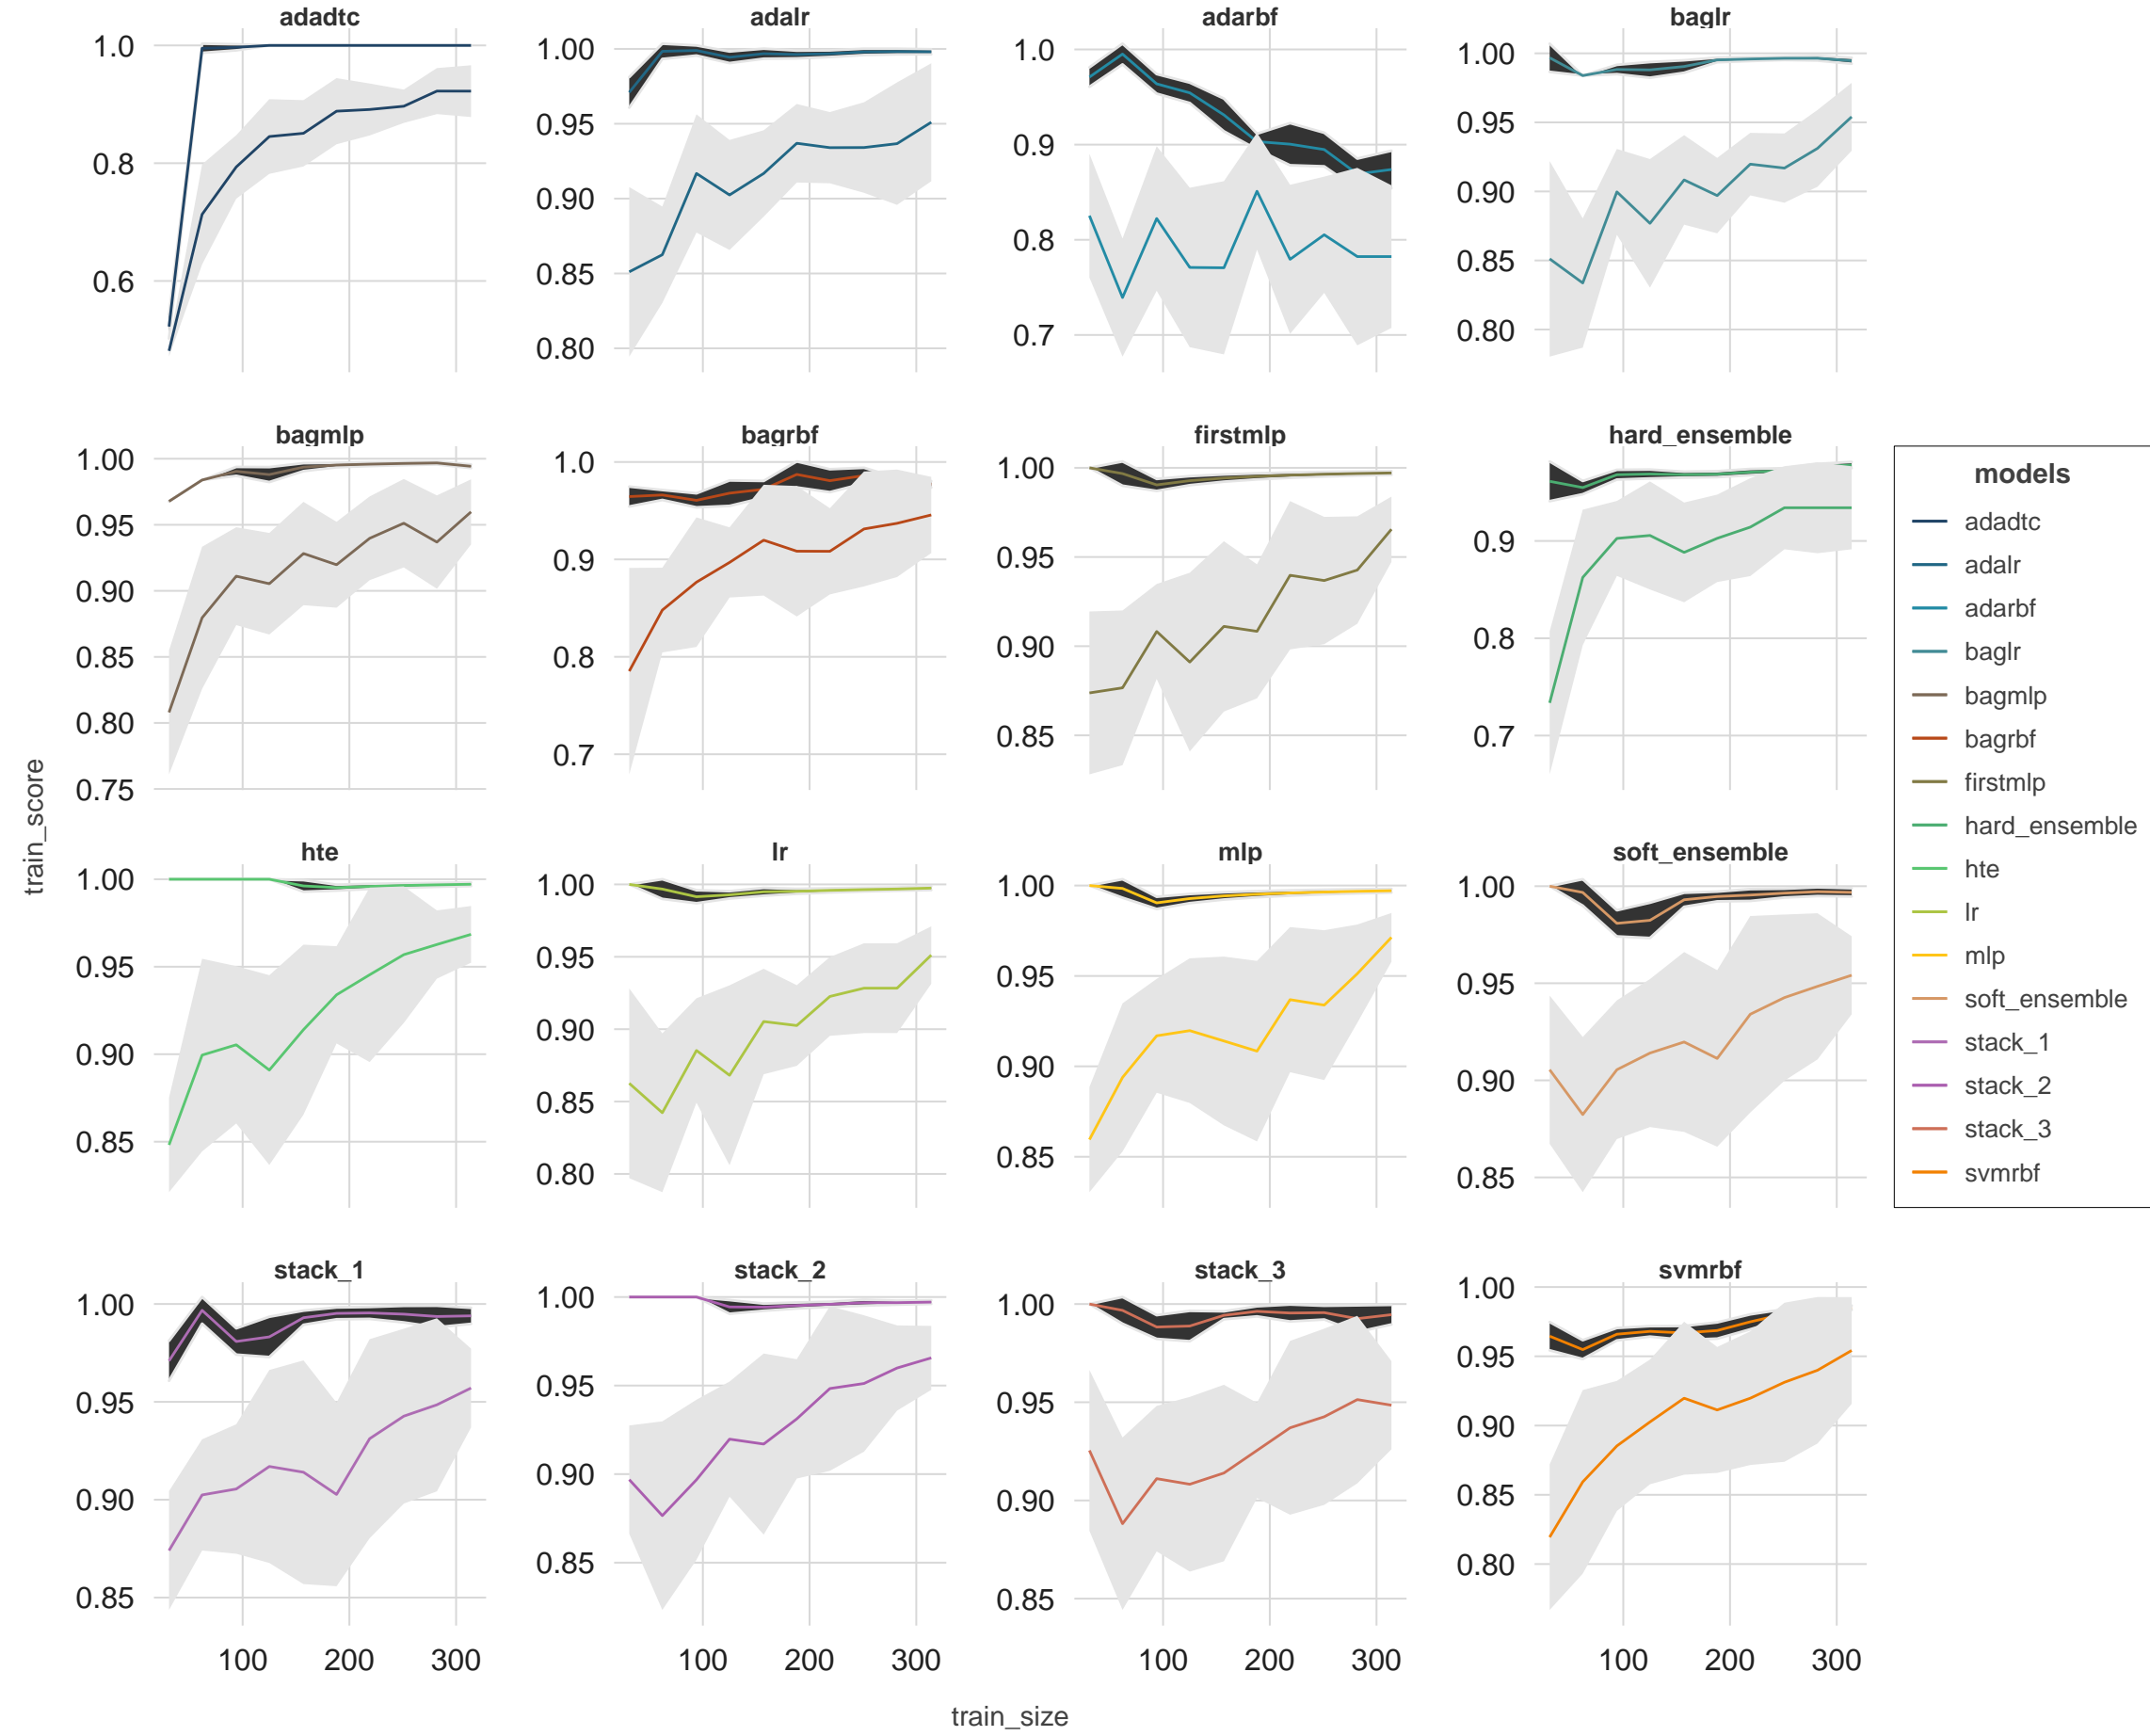 adadtc
adalr
adarbf
baglr
1.0
0.8
0.6
1.00
0.95
0.90
0.85
0.80
1.0
0.9
0.8
0.7
1.00
0.95
0.90
0.85
0.80
bagmlp
bagrbf
firstmlp
hard_ensemble
1.00
0.95
0.90
0.85
0.80
0.75
1.0
0.9
0.8
0.7
1.00
0.95
0.90
0.85
0.9
0.8
0.7
hte
lr
mlp
soft_ensemble
1.00
0.95
0.90
0.85
1.00
0.95
0.90
0.85
0.80
1.00
0.95
0.90
0.85
1.00
0.95
0.90
0.85
stack_1
stack_2
stack_3
svmrbf
1.00
0.95
0.90
0.85
1.00
0.95
0.90
0.85
1.00
0.95
0.90
0.85
1.00
0.95
0.90
0.85
0.80
100 200 300
100 200 300
100 200 300
100 200 300
train_size
train_score
models
adadtc
adalr
adarbf
baglr
bagmlp
bagrbf
firstmlp
hard_ensemble
hte
lr
mlp
soft_ensemble
stack_1
stack_2
stack_3
svmrbf